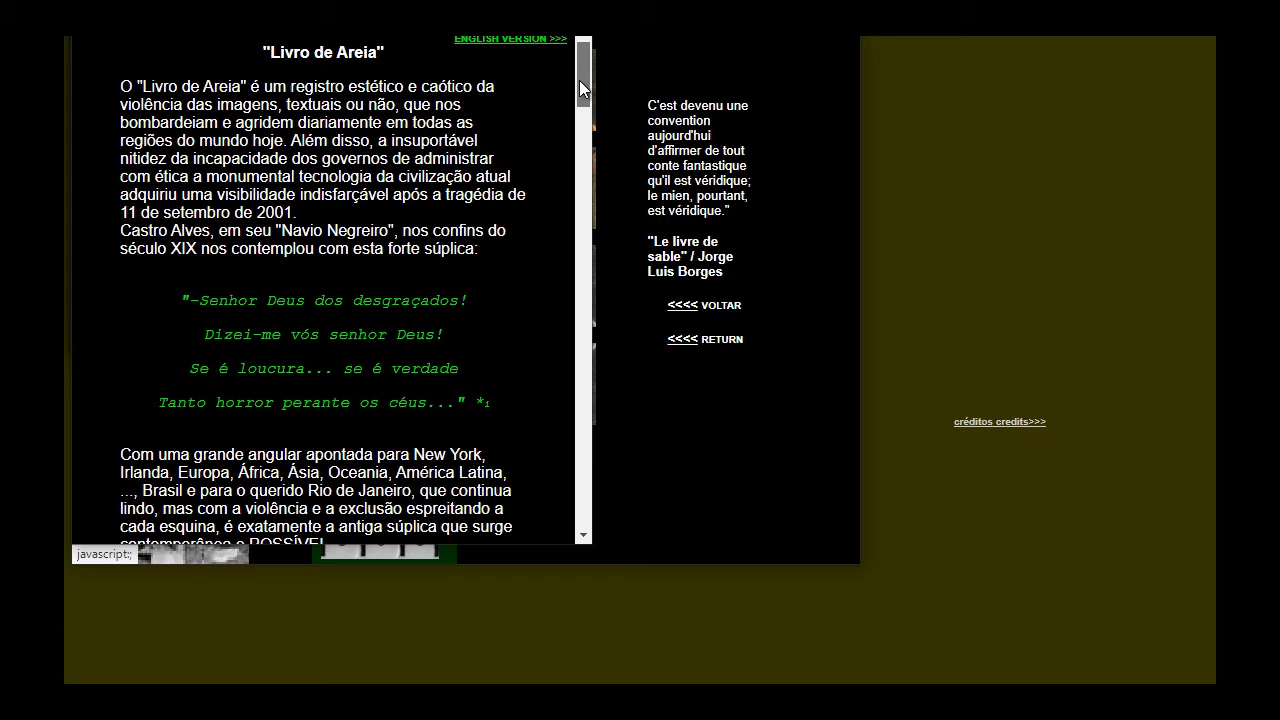 ENGLISH VERSION >>>
"Livro de Areia"
O "Livro de Areia" é um registro estético e caótico da
violência das imagens, textuais ou não, que nos
bombardeiam e agridem diariamente em todas as
regiões do mundo hoje. Além disso, a insuportável
nitidez da incapacidade dos governos de administrar
com ética a monumental tecnologia da civilização atual
adquiriu uma visibilidade indisfarçável após a tragédia de
11 de setembro de 2001.
Castro Alves, em seu "Navio Negreiro", nos confins do
século XIX nos contemplou com esta forte súplica:
"-Senhor Deus dos desgraçados!
Dizei-me vós senhor Deus!
Se é loucura... se é verdade
Tanto horror perante os céus..." *1
Com uma grande angular apontada para New York,
Irlanda, Europa, África, Ásia, Oceania, América Latina,
..., Brasil e para o querido Rio de Janeiro, que continua
lindo, mas com a violência e a exclusão espreitando a
cada esquina, é exatamente a antiga súplica que surge
contemporânea e POSSÍVEL
javascript:;
C'est devenu une
convention
aujourd'hui
d'affirmer de tout
conte fantastique
qu'il est véridique;
le mien, pourtant,
est véridique."
"Le livre de
sable" / Jorge
Luis Borges
<<<< VOLTAR
<<<< RETURN
créditos credits>>>